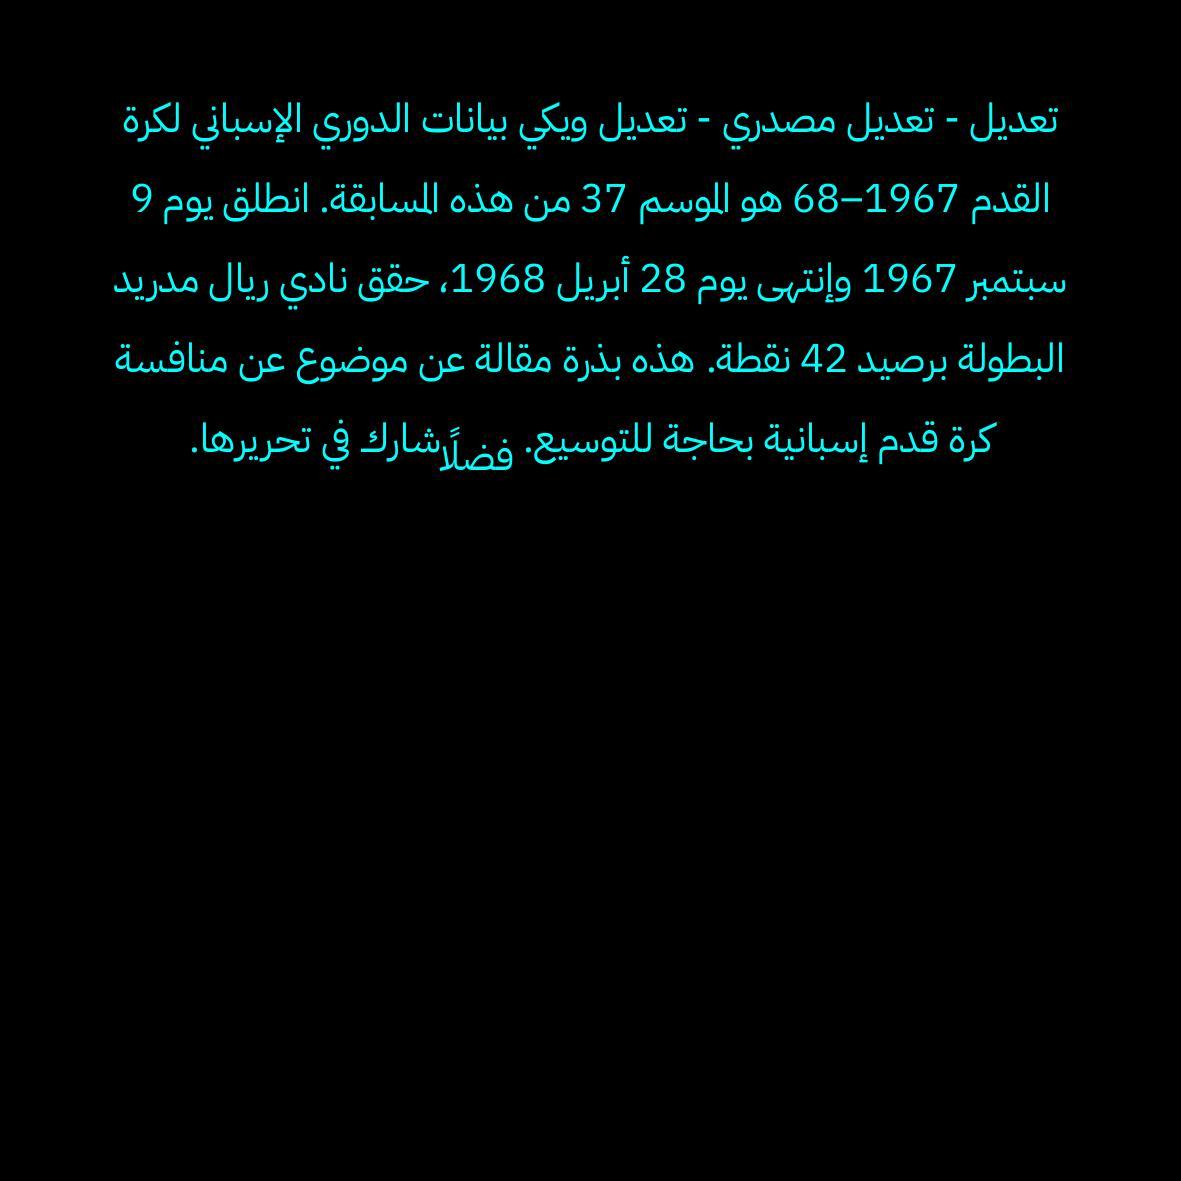 تعديل - تعديل مصدري - تعديل ويكي بيانات الدوري الإسباني لكرة
القدم 1967–68 هو الموسم 37 من هذه المسابقة. انطلق يوم 9
سبتمبر 1967 وإنتهى يوم 28 أبريل 1968، حقق نادي ريال مدريد
البطولة برصيد 42 نقطة. هذه بذرة مقالة عن موضوع عن منافسة
كرة قدم إسبانية بحاجة للتوسيع. فضلًا شارك في تحريرها.